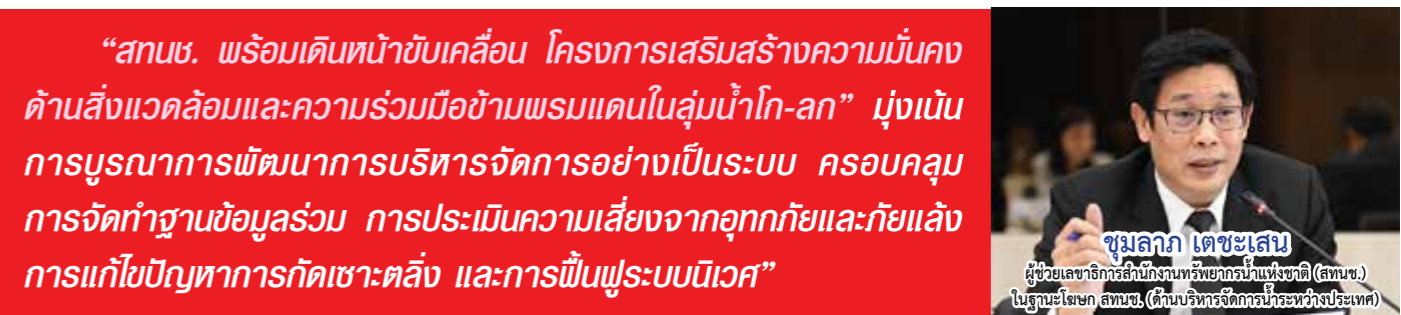 “สทนช. พร้อมเดินหน้าขับเคลื่อน โครงการเสริมสร้างความมั่นคง
ด้านสิ่งแวดล้อมและความร่วมมือข้ามพรมแดนในลุ่มน้ำโก-ลก” มุ่งเน้น
การบูรณาการพัฒนาการบริหารจัดการอย่างเป็นระบบ ครอบคลุม
การจัดทำฐานข้อมูลร่วม การประเมินความเสี่ยงจากอุทกภัยและภัยแล้ง
การแก้ไขปัญหาการกัดเซาะตลิ่ง และการฟื้นฟูระบบนิเวศ”
ชุมลาภ เตชะเสน
ผู้ช่วยเลขาธิการสำนักงานทรัพยากรน้ำแห่งชาติ (สทนช.)
ในฐานะโฆษก สทนช. (ด้านบริหารจัดการน้ำระหว่างประเทศ)